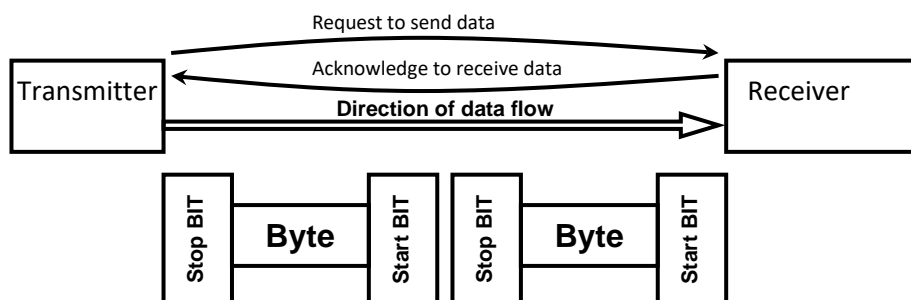 Request to send data
Acknowledge to receive data
Transmitter
Receiver
Direction of data flow
Stop BIT
Byte
Start BIT
Stop BIT
Byte
Start BIT